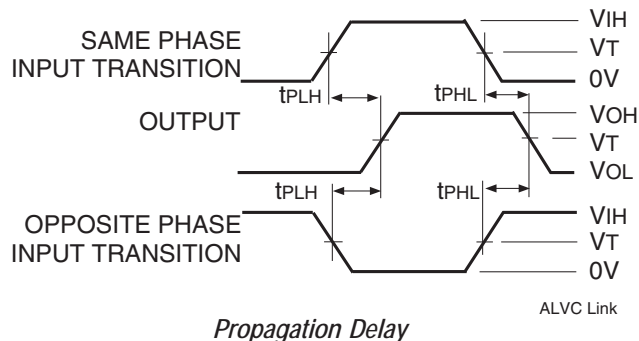 SAME PHASE
INPUT TRANSITION
VIH
VT
0V
tPLH
tPHL
OUTPUT
VOH
VT
VOL
tPLH
tPHL
OPPOSITE PHASE
INPUT TRANSITION
VIH
VT
0V
ALVC Link
Propagation Delay